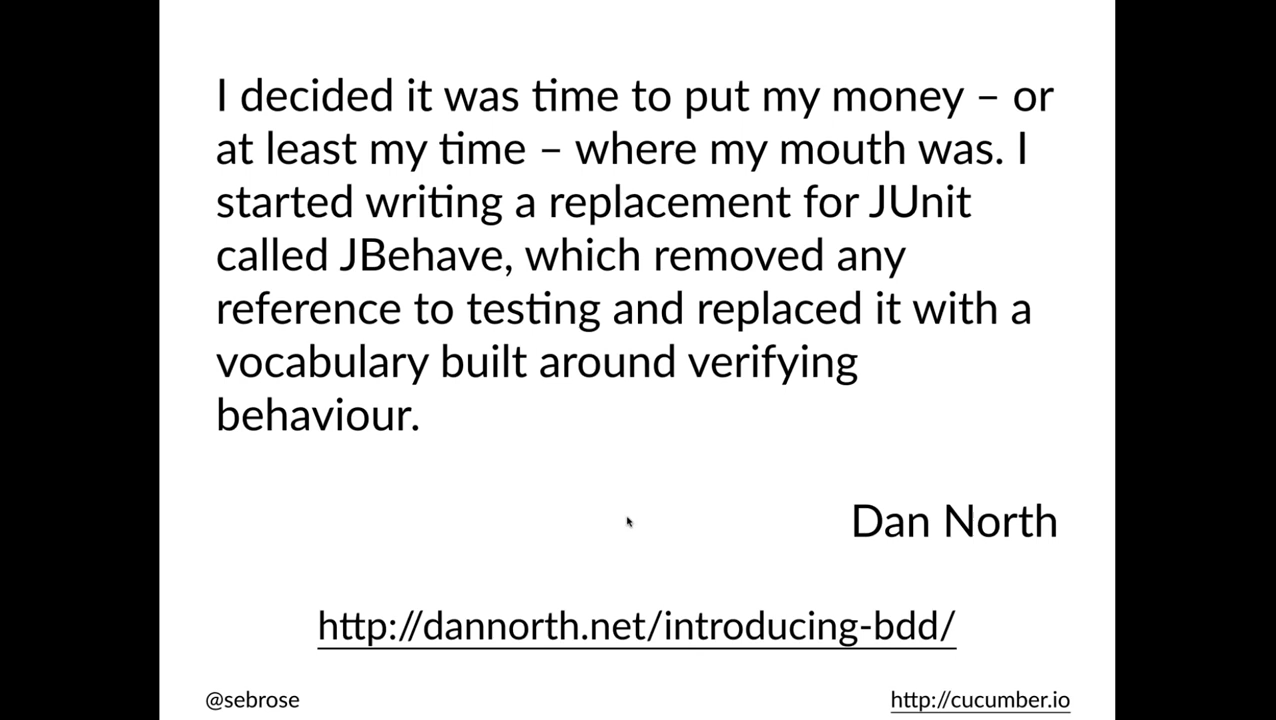 I decided it was time to put my money – or
at least my time – where my mouth was. I
started writing a replacement for JUnit
called JBehave, which removed any
reference to testing and replaced it with a
vocabulary built around verifying
behaviour.
Dan North
http://dannorth.net/introducing-bdd/
@sebrose
http://cucumber.io